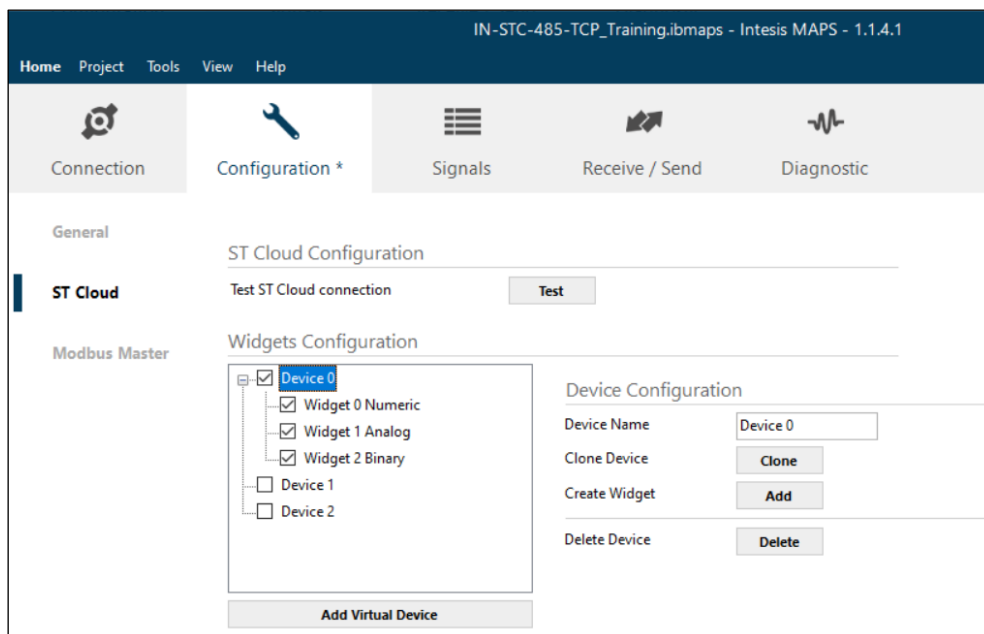 IN-STC-485-TCP_Training.ibmaps - Intesis MAPS - 1.1.4.1
Home Project Tools View Help
Connection Configuration * Signals Receive / Send Diagnostic
General
ST Cloud
Modbus Master
ST Cloud Configuration
Test ST Cloud connection Test
Widgets Configuration
Device 0
Widget 0 Numeric
Widget 1 Analog
Widget 2 Binary
Device 1
Device 2
Add Virtual Device
Device Configuration
Device Name Device 0
Clone Device Clone
Create Widget Add
Delete Device Delete